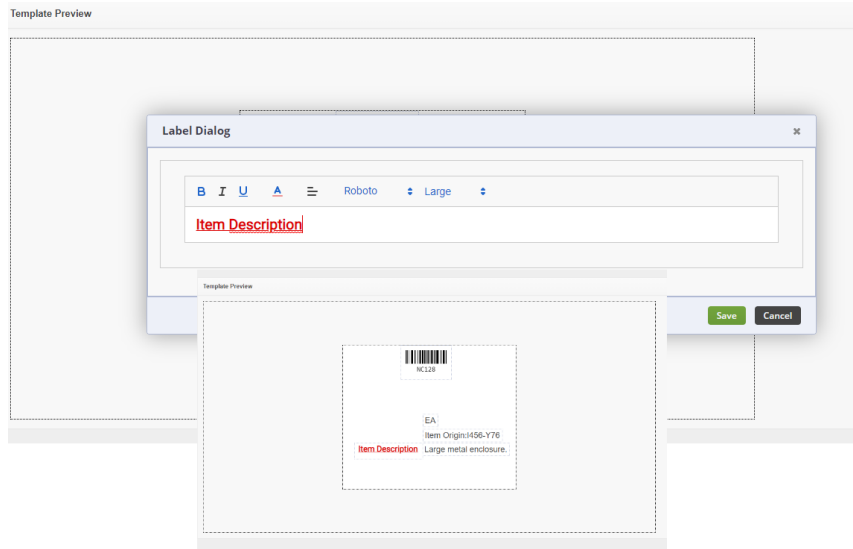 Template Preview
Label Dialog
×
B I U A Roboto Large
Item Description
Save Cancel
Template Preview
NC128
EA
Item Origin:I456-Y76
Item Description Large metal enclosure.